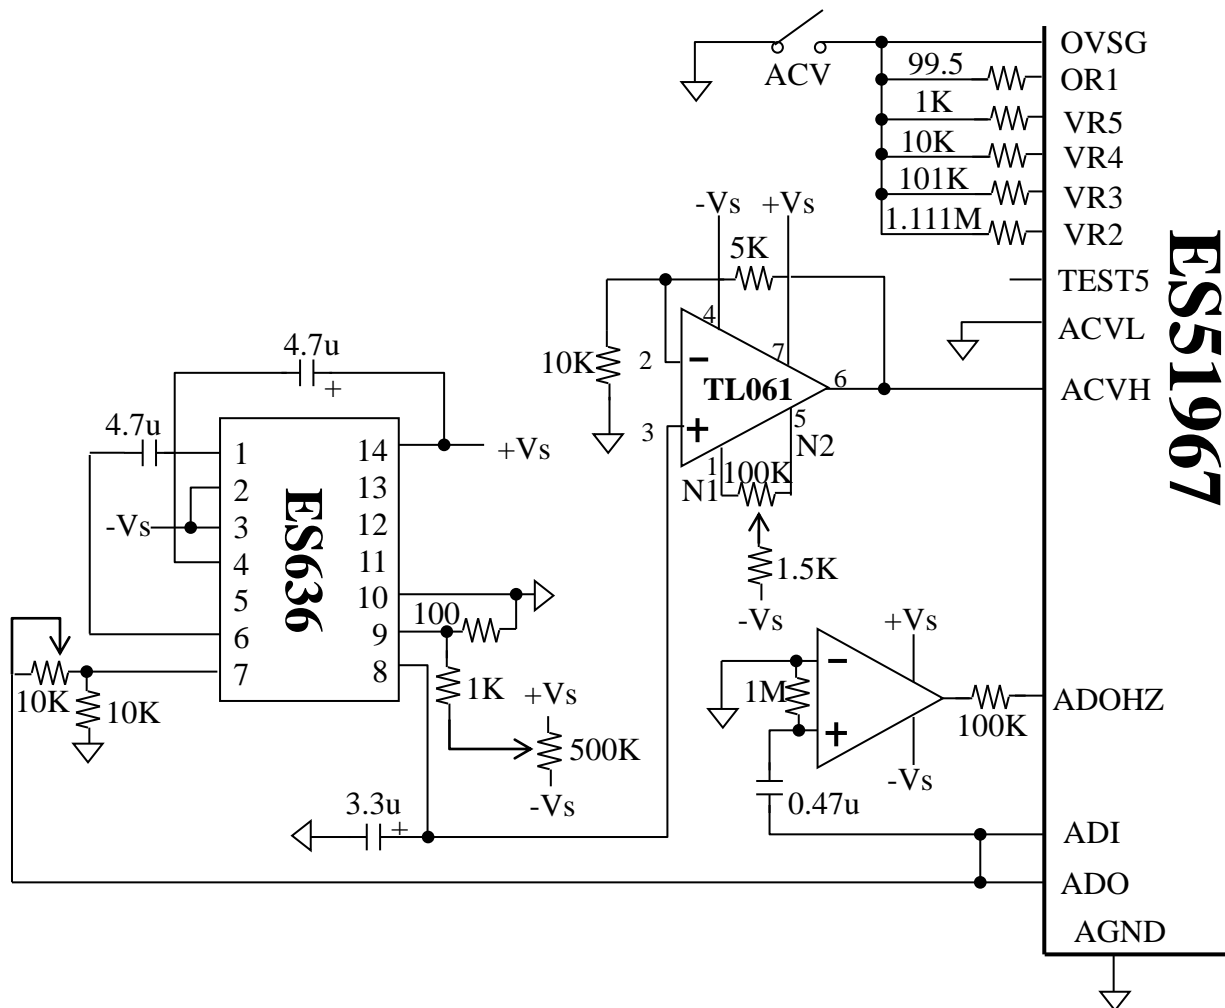 OVSG
ACV
99.5
OR1
1K
VR5
10K
VR4
101K
VR3
-Vs
+Vs
1.111M
VR2
5K
TEST5
4
ACVL
4.7u
7
10K
2
+
TL061
6
ACVH
ES51967
4.7u
3
5
N2
1
14
+Vs
1
100K
N1
2
13
-Vs
3
12
ES636
4
11
1.5K
5
10
-Vs
100
6
9
+Vs
7
8
1K
+Vs
1M
10K
10K
100K
ADOHZ
500K
-Vs
-Vs
3.3u
+
0.47u
ADI
ADO
AGND